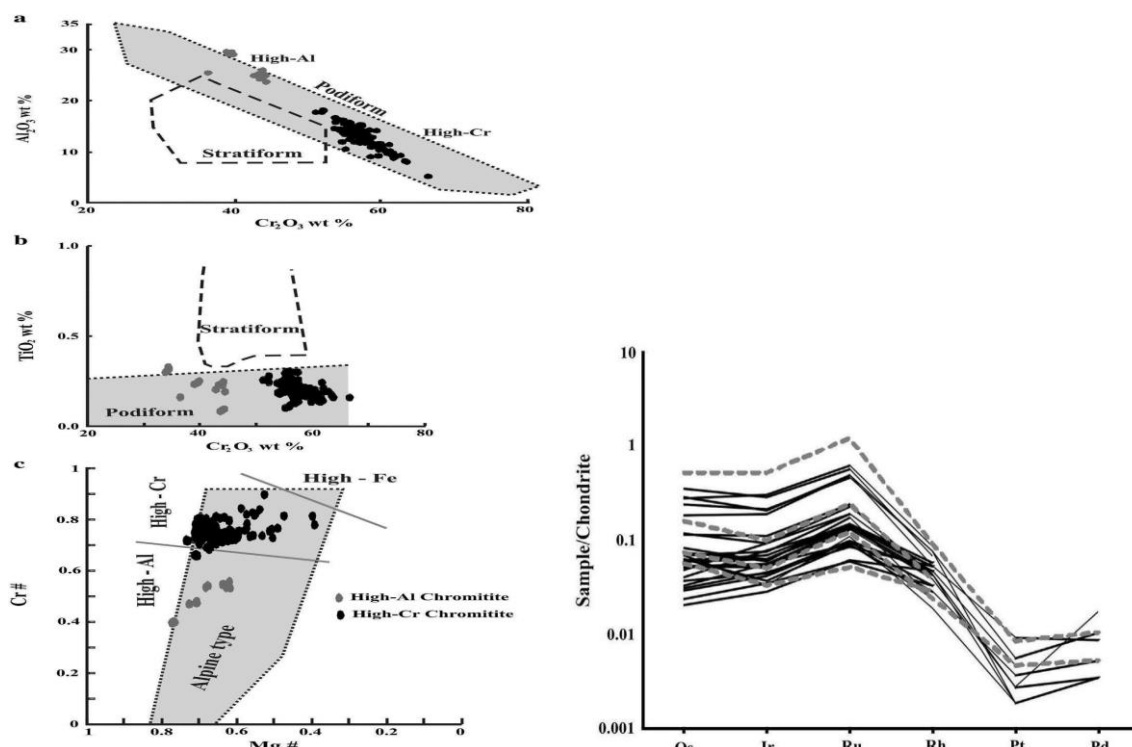 a
35
30
High-Al
Podiform
Al₂O₃ wt %
20
High-Cr
10
Stratiform
0
20
40
60
80
Cr₂O₃ wt %
b
1.0
TiO₂ wt %
Stratiform
0.5
Podiform
0.0
20
40
60
80
Cr₂O₃ wt %
c
1
High - Fe
High - Cr
0.8
High - Al
0.6
Cr #
High-Al Chromitite
High-Cr Chromitite
0.4
Alpine type
0.2
0
1
0.8
0.6
0.4
0.2
0
Mg #
10
1
Sample/Chondrite
0.1
0.01
0.001
Os
Ir
Ru
Rh
Pt
Pd